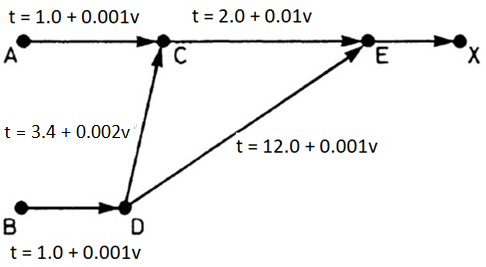 t = 1.0 + 0.001v
t = 2.0 + 0.01v
A
C
E
X
t = 3.4 + 0.002v
t = 12.0 + 0.001v
B
D
t = 1.0 + 0.001v